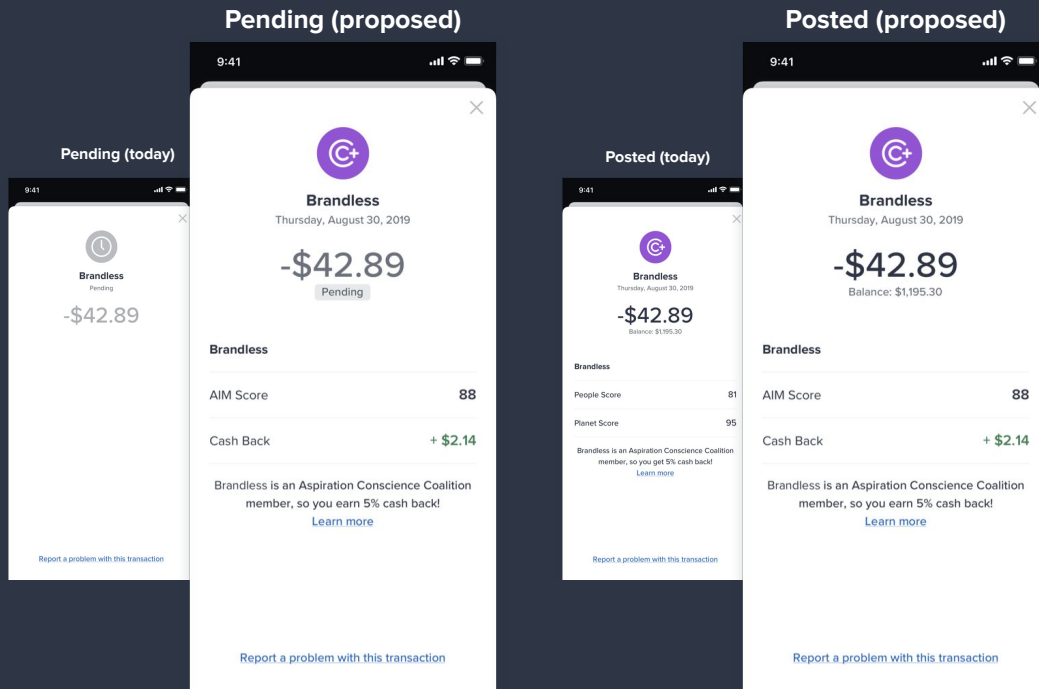 Pending (proposed)
Posted (proposed)
Pending (today)
9:41
Brandless
Pending
-$42.89
Report a problem with this transaction
9:41
C+
Brandless
Thursday, August 30, 2019
-$42.89
Pending
Brandless
AIM Score 88
Cash Back + $2.14
Brandless is an Aspiration Conscience Coalition
member, so you earn 5% cash back!
Learn more
Report a problem with this transaction
Posted (today)
9:41
C+
Brandless
Thursday, August 30, 2019
-$42.89
Balance: $1,195.30
Brandless
People Score 81
Planet Score 95
Brandless is an Aspiration Conscience Coalition
member, so you get 5% cash back!
Learn more
Report a problem with this transaction
9:41
C+
Brandless
Thursday, August 30, 2019
-$42.89
Balance: $1,195.30
Brandless
AIM Score 88
Cash Back + $2.14
Brandless is an Aspiration Conscience Coalition
member, so you earn 5% cash back!
Learn more
Report a problem with this transaction